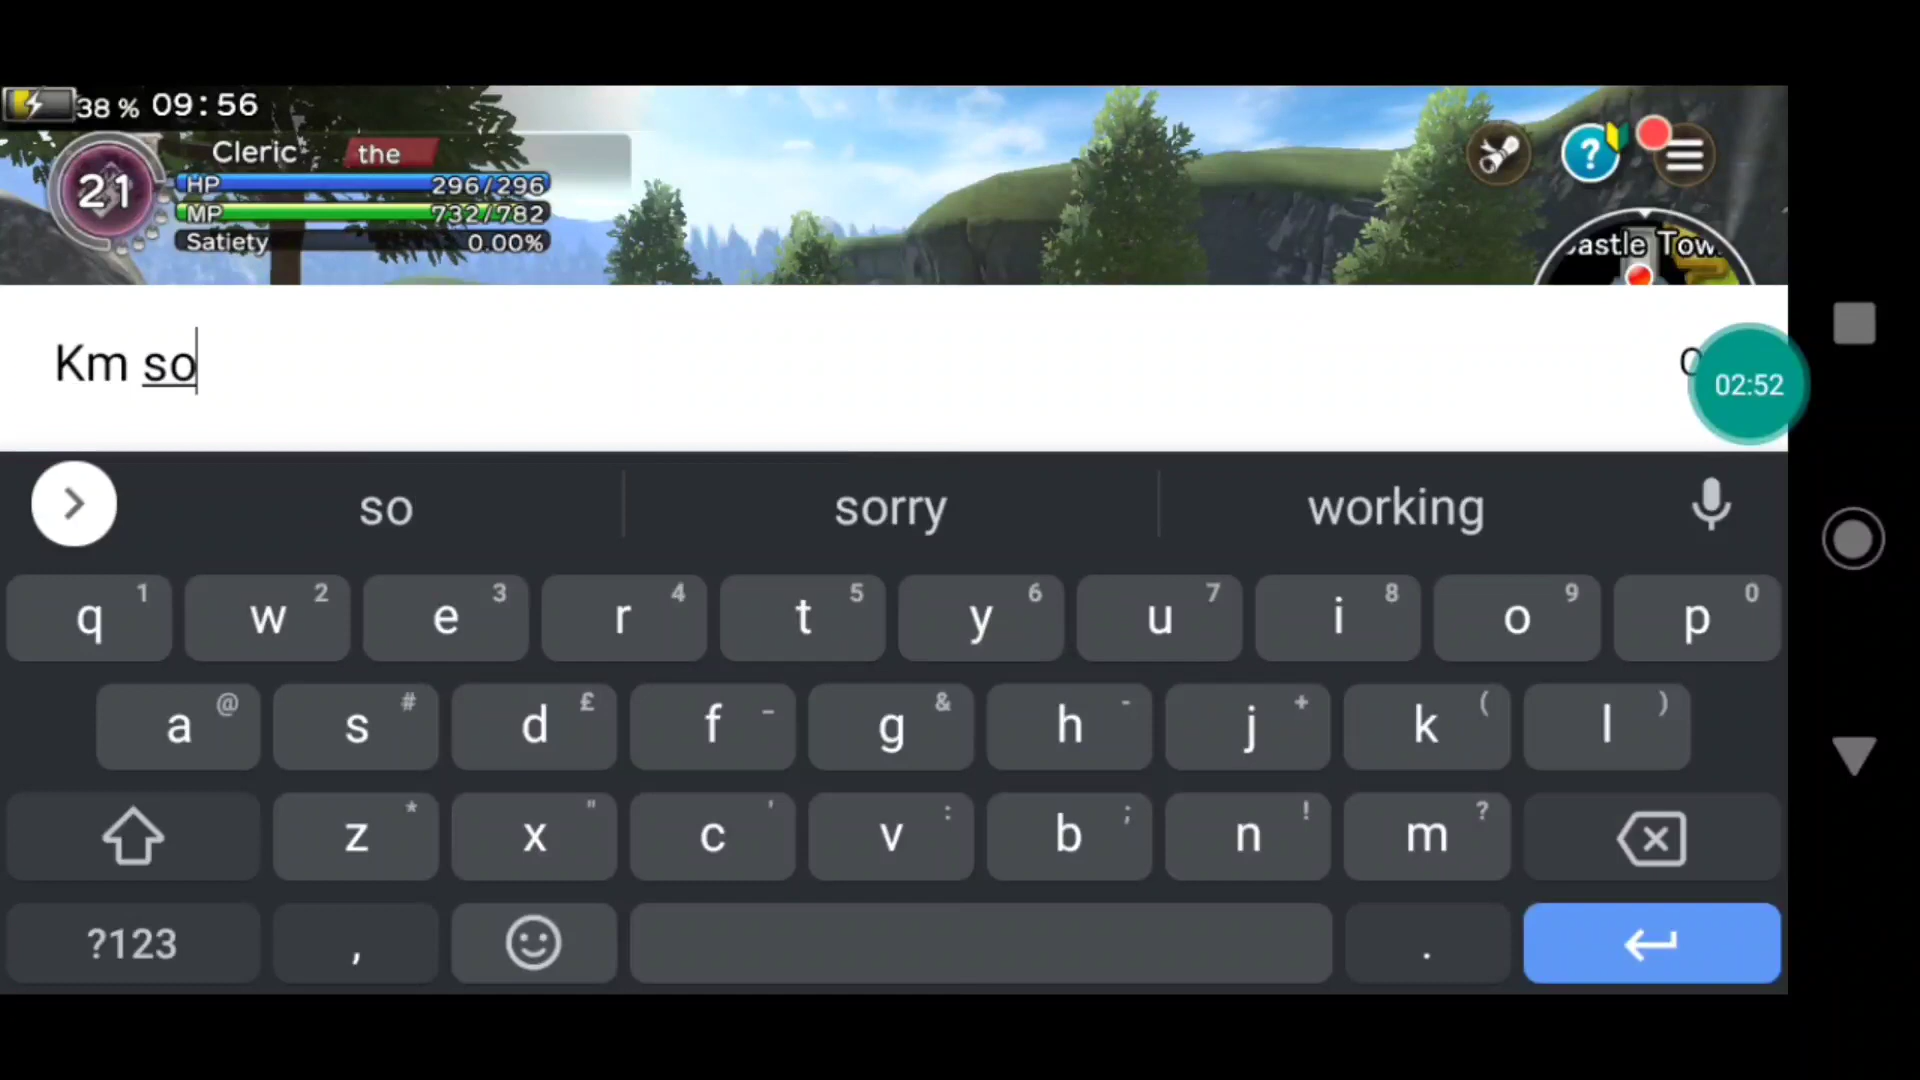 38 % 09:56
Cleric the
21
HP 296/296
MP 732/782
Satiety 0.00%
?
astle Tow
Km so
02:52
so sorry working
q 1 w 2 e 3 r 4 t 5 y 6 u 7 i 8 o 9 p 0
a @ s # d £ f _ g & h - j + k ( l )
z * x " c ' v : b ; n ! m ?
?123 , .